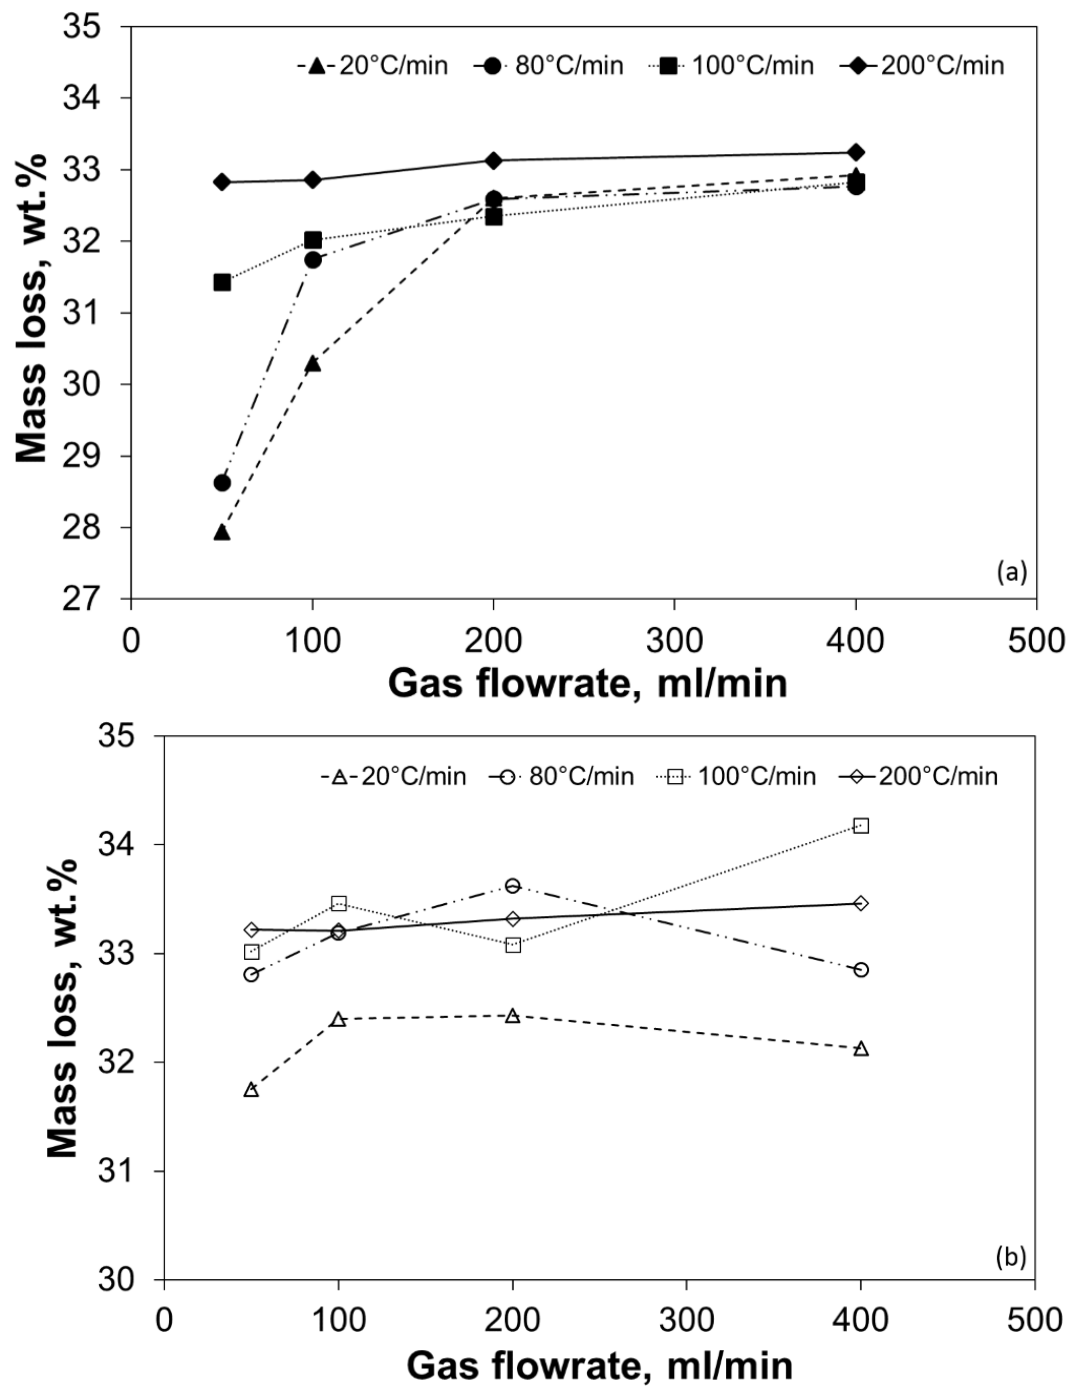 35
34
33
32
31
30
29
28
27
Mass loss, wt.%
20°C/min 80°C/min 100°C/min 200°C/min
(a)
0 100 200 300 400 500
Gas flowrate, ml/min
35
34
33
32
31
30
Mass loss, wt.%
20°C/min 80°C/min 100°C/min 200°C/min
(b)
0 100 200 300 400 500
Gas flowrate, ml/min